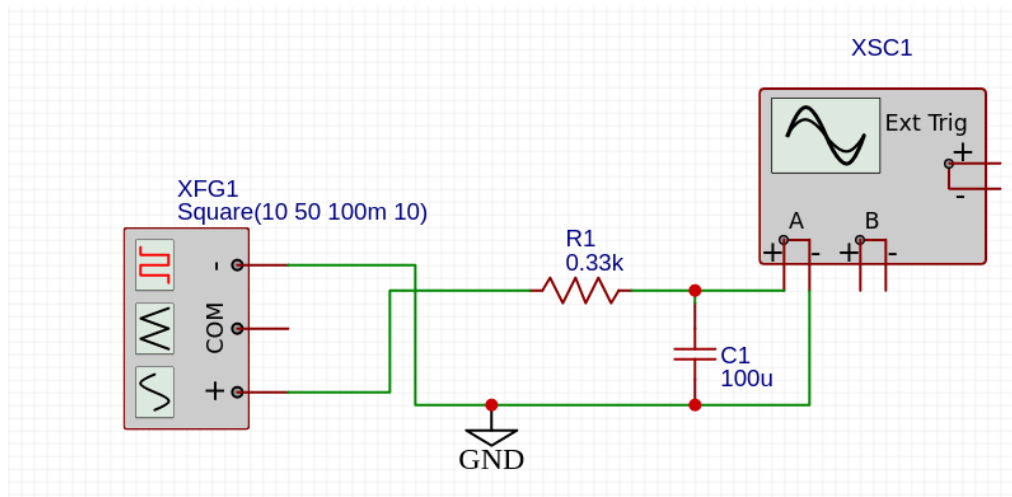 XSC1
Ext Trig
+
-
A
B
+
-
+
-
XFG1
Square(10 50 100m 10)
-
COM
+
R1
0.33k
C1
100u
GND